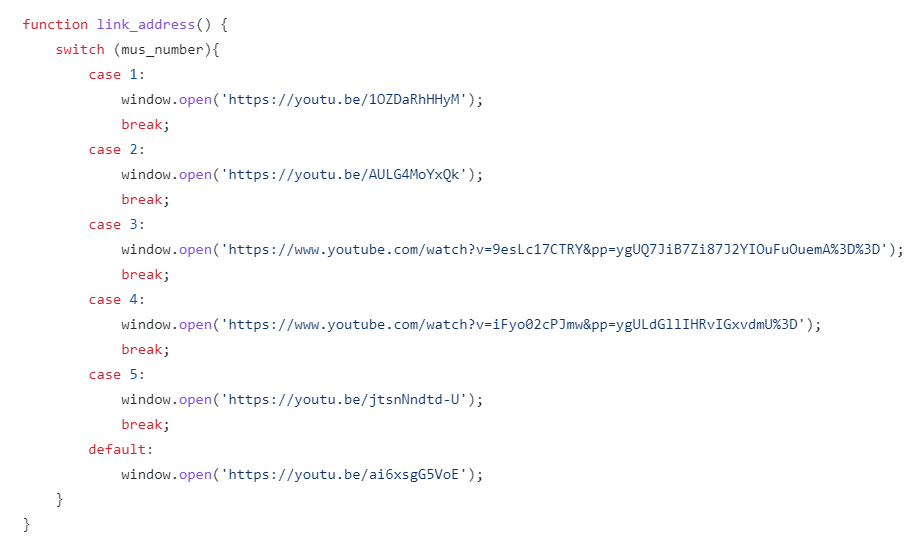 function link_address() {
    switch (mus_number){
        case 1:
            window.open('https://youtu.be/1OZDaRhHHyM');
            break;
        case 2:
            window.open('https://youtu.be/AULG4MoYxQk');
            break;
        case 3:
            window.open('https://www.youtube.com/watch?v=9esLc17CTRY&pp=ygUQ7JiB7Zi87J2YIOuFuOuemA%3D%3D');
            break;
        case 4:
            window.open('https://www.youtube.com/watch?v=iFyo02cPJmw&pp=ygULdGllIHRvIGxvdmU%3D');
            break;
        case 5:
            window.open('https://youtu.be/jtsnNndtd-U');
            break;
        default:
            window.open('https://youtu.be/ai6xsgG5VoE');
    }
}